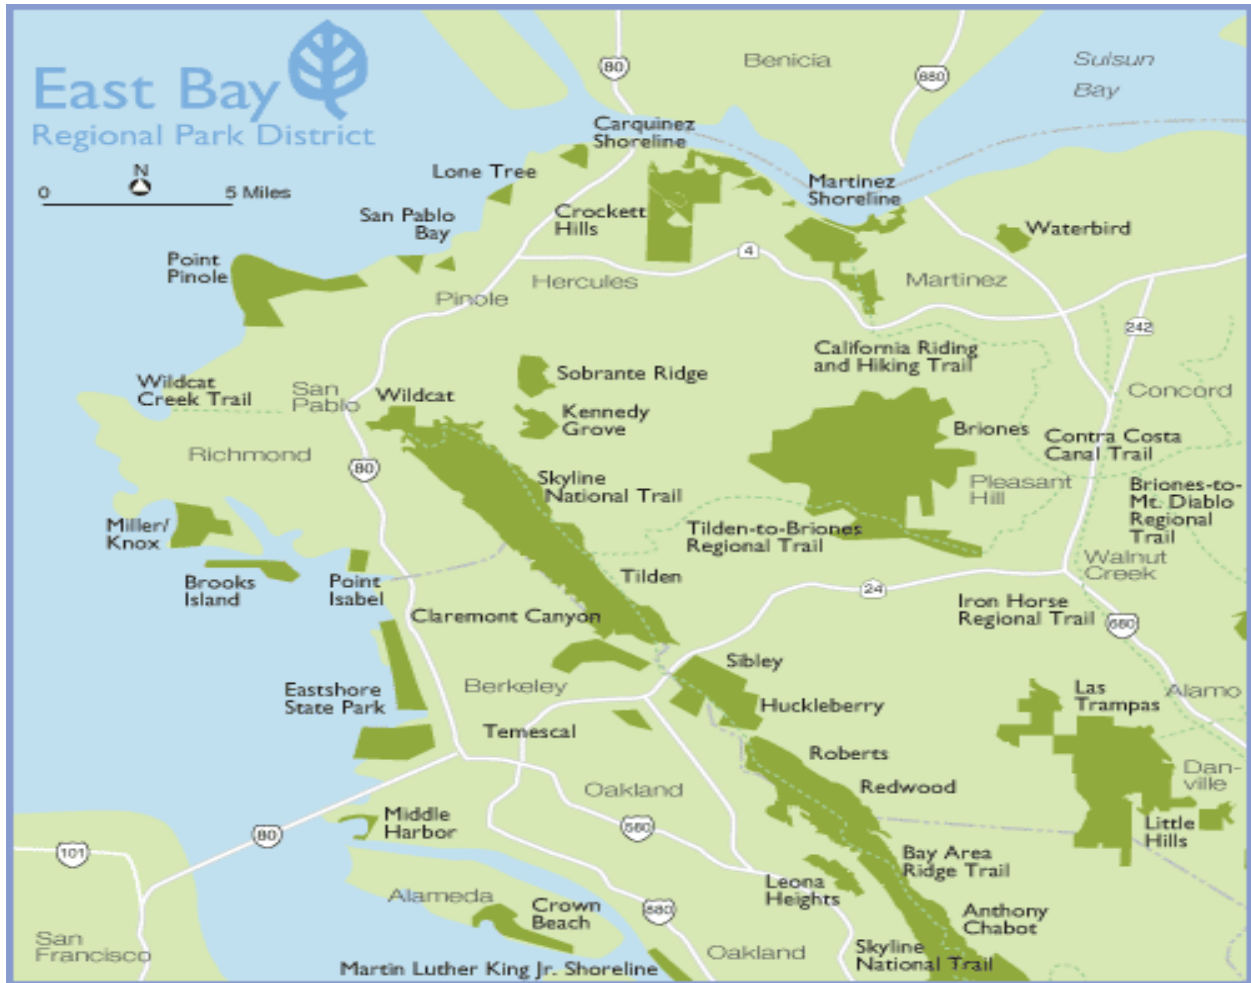 80
680
Benicia
Suisun
Bay
East Bay
Regional Park District
N
0
5 Miles
Carquinez
Shoreline
Lone Tree
Martinez
Shoreline
San Pablo
Bay
Crockett
Hills
Waterbird
Point
Pinole
4
Hercules
Martinez
Pinole
242
California Riding
and Hiking Trail
Wildcat
Creek Trail
San
Pablo
Wildcat
Sobrante Ridge
Kennedy
Grove
Concord
Briones
Contra Costa
Canal Trail
Richmond
80
Skyline
National Trail
Pleasant
Hill
Briones-to-
Mt. Diablo
Regional
Trail
Miller/
Knox
Tilden-to-Briones
Regional Trail
Brooks
Island
Point
Isabel
Tilden
Walnut
Creek
24
Claremont Canyon
Iron Horse
Regional Trail
680
Sibley
Berkeley
Eastshore
State Park
Huckleberry
Las
Trampas
Alamo
Temescal
Roberts
Redwood
Dan-
ville
Oakland
Middle
Harbor
80
580
Little
Hills
101
Bay Area
Ridge Trail
Leona
Heights
Alameda
Crown
Beach
880
Anthony
Chabot
San
Francisco
Oakland
Skyline
National Trail
Martin Luther King Jr. Shoreline